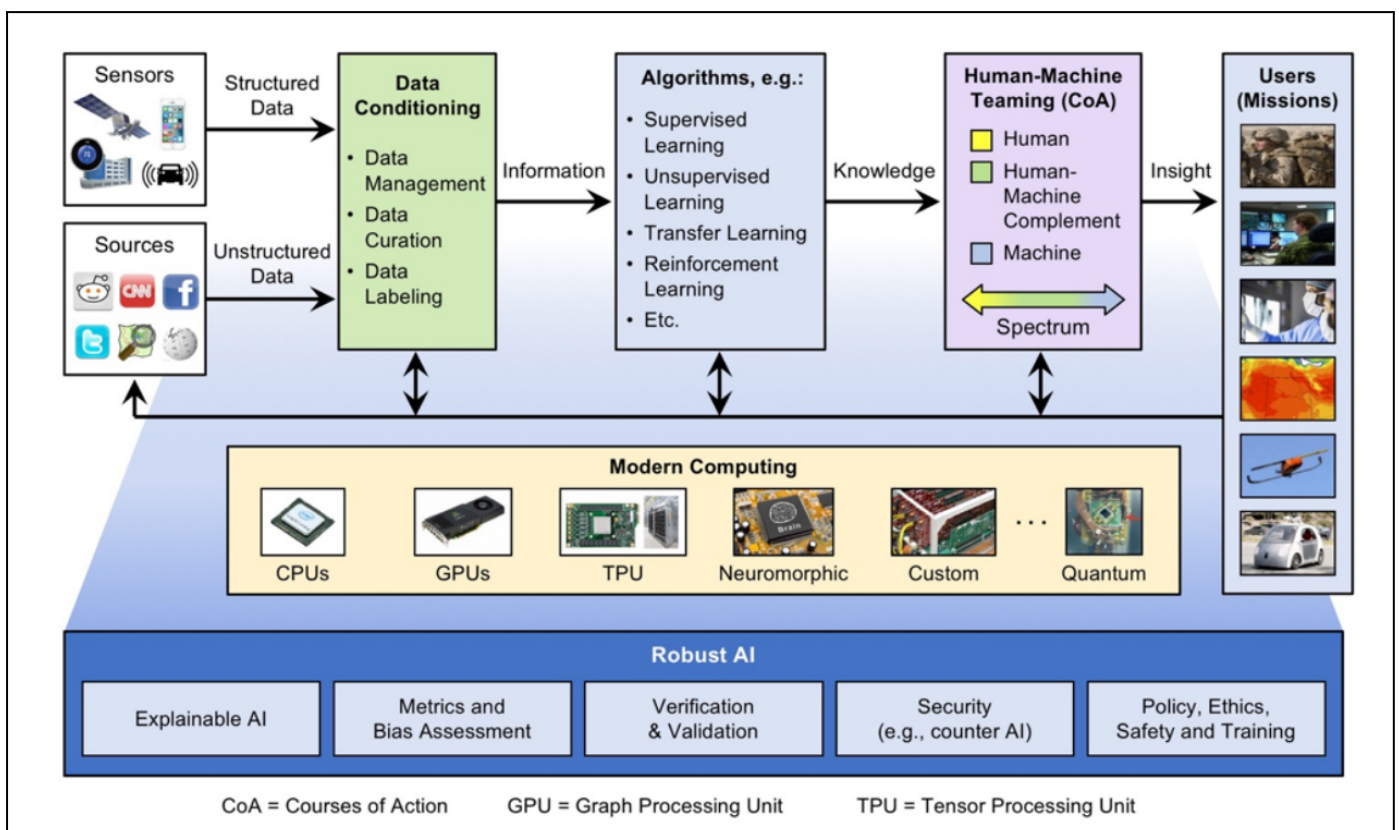 Sensors
Structured
Data
Sources
Unstructured
Data
CNN
f
Data
Conditioning
• Data
Management
• Data
Curation
• Data
Labeling
Information
Algorithms, e.g.:
• Supervised
Learning
• Unsupervised
Learning
• Transfer Learning
• Reinforcement
Learning
• Etc.
Knowledge
Human-Machine
Teaming (CoA)
Human
Human-
Machine
Complement
Machine
Spectrum
Insight
Users
(Missions)
Modern Computing
Brain
CPUs
GPUs
TPU
Neuromorphic
Custom
...
Quantum
Robust AI
Explainable AI
Metrics and
Bias Assessment
Verification
& Validation
Security
(e.g., counter AI)
Policy, Ethics,
Safety and Training
CoA = Courses of Action
GPU = Graph Processing Unit
TPU = Tensor Processing Unit